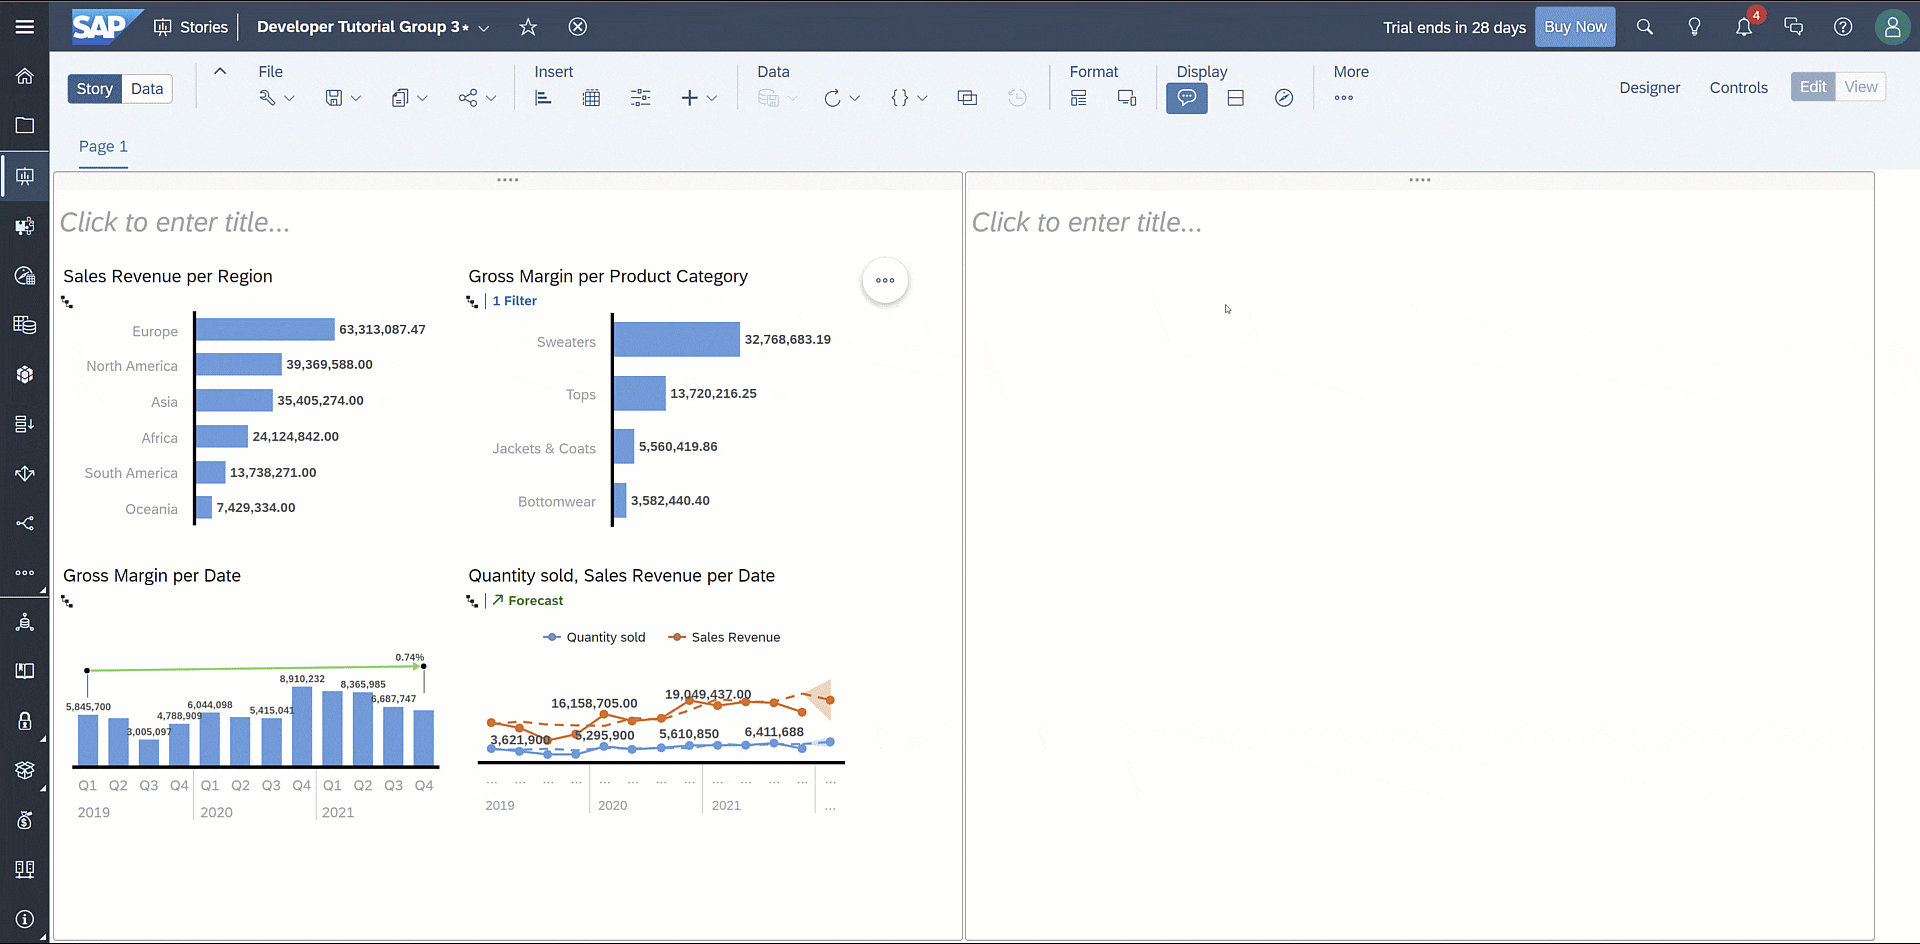 SAP Stories Developer Tutorial Group 3* Trial ends in 28 days Buy Now 4
Story Data File Insert Data Format Display More Designer Controls Edit View
Page 1
Click to enter title...
Sales Revenue per Region
Europe 63,313,087.47
North America 39,369,588.00
Asia 35,405,274.00
Africa 24,124,842.00
South America 13,738,271.00
Oceania 7,429,334.00
Gross Margin per Product Category
1 Filter
Sweaters 32,768,683.19
Tops 13,720,216.25
Jackets & Coats 5,560,419.86
Bottomwear 3,582,440.40
Gross Margin per Date
0.74%
5,845,700 3,005,097 4,788,909 6,044,098 5,415,041 8,910,232 8,365,985 6,687,747
Q1 Q2 Q3 Q4 Q1 Q2 Q3 Q4 Q1 Q2 Q3 Q4
2019 2020 2021
Quantity sold, Sales Revenue per Date
Forecast
Quantity sold Sales Revenue
16,158,705.00 19,049,437.00
3,621,900 5,295,900 5,610,850 6,411,688
... ... ... ... ... ... ... ... ... ... ... ... ...
2019 2020 2021 ...
Click to enter title...